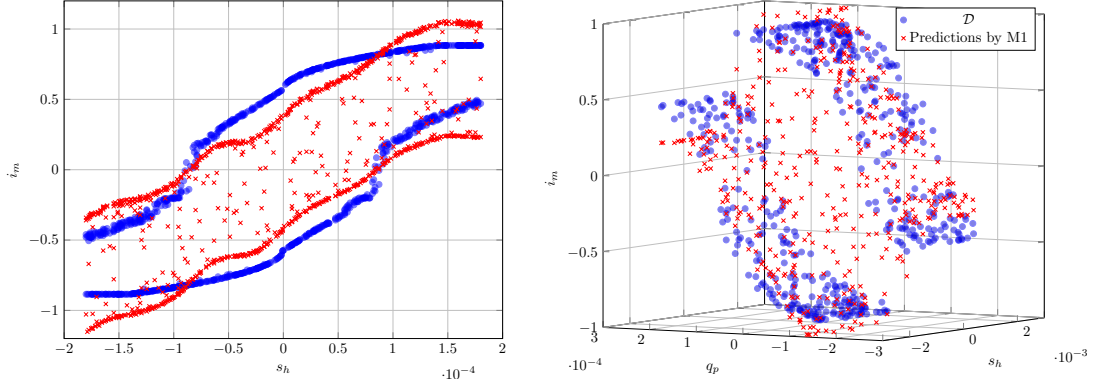 1
0.5
0
−0.5
−1
i_m
−2 −1.5 −1 −0.5 0 0.5 1 1.5 2
s_h
·10^−4
1
0.5
0
−0.5
−1
i_m
𝒟
Predictions by M1
3 2 1 0 −1 −2 −3
q_p
·10^−4
−2 0 2
s_h
·10^−3